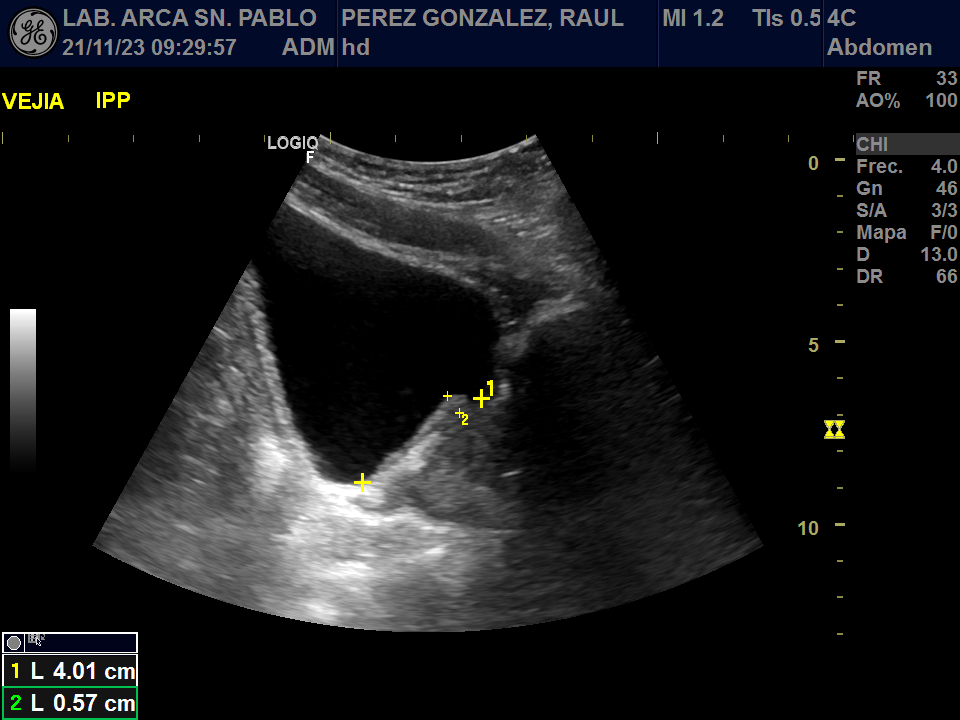 LAB. ARCA SN. PABLO
21/11/23 09:29:57 ADM
PEREZ GONZALEZ, RAUL
hd
MI 1.2 TIs 0.5
4C
Abdomen
FR 33
AO% 100
VEJIA IPP
LOGIQ
F
CHI
Frec. 4.0
Gn 46
S/A 3/3
Mapa F/0
D 13.0
DR 66
0
5
10
1
2
1 L 4.01 cm
2 L 0.57 cm